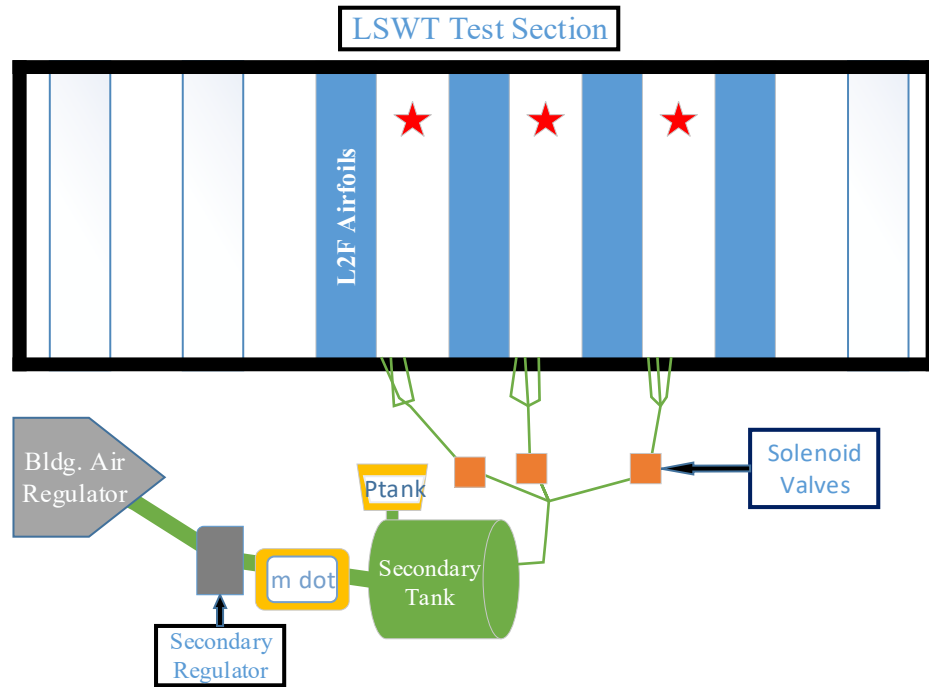 LSWT Test Section
L2F Airfoils
Bldg. Air
Regulator
Ptank
Solenoid
Valves
m dot
Secondary
Tank
Secondary
Regulator